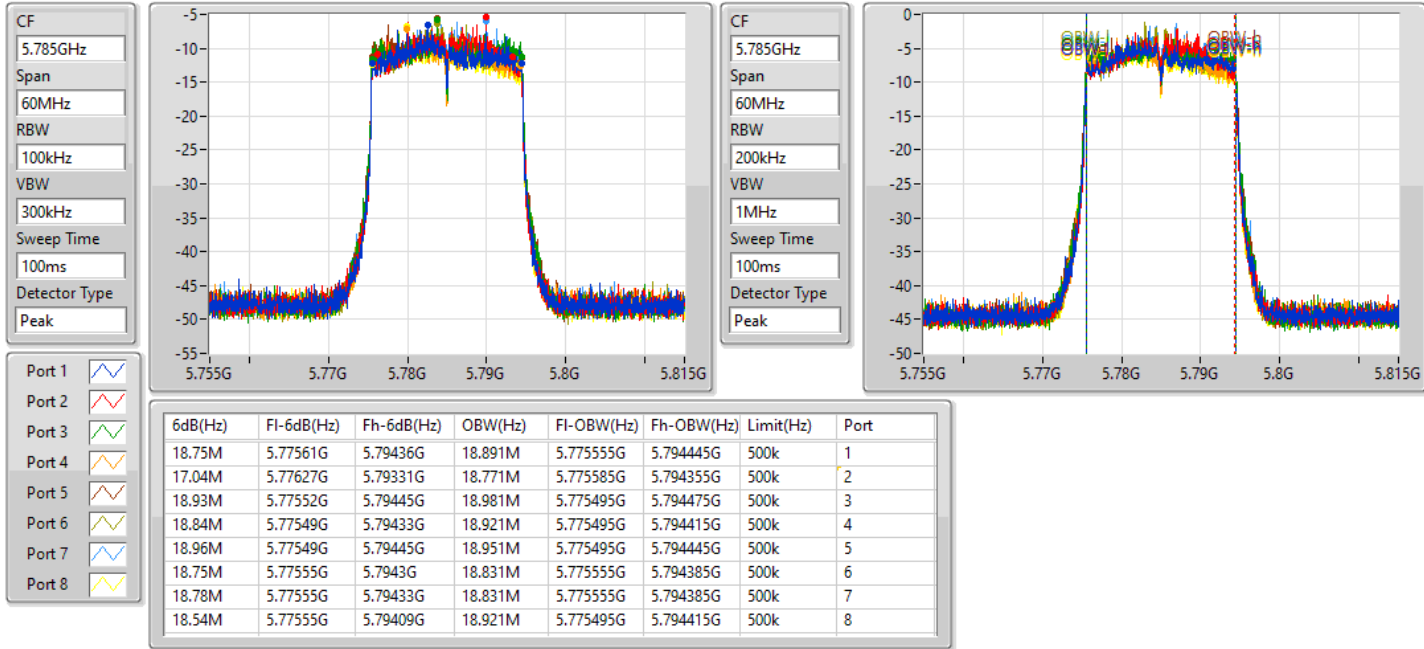 CF
5.785GHz
Span
60MHz
RBW
100kHz
VBW
300kHz
Sweep Time
100ms
Detector Type
Peak
-5
-10
-15
-20
-25
-30
-35
-40
-45
-50
-55
5.755G 5.77G 5.78G 5.79G 5.8G 5.815G
CF
5.785GHz
Span
60MHz
RBW
200kHz
VBW
1MHz
Sweep Time
100ms
Detector Type
Peak
0
-5
-10
-15
-20
-25
-30
-35
-40
-45
-50
5.755G 5.77G 5.78G 5.79G 5.8G 5.815G
Port 1
Port 2
Port 3
Port 4
Port 5
Port 6
Port 7
Port 8
6dB(Hz) Fl-6dB(Hz) Fh-6dB(Hz) OBW(Hz) Fl-OBW(Hz) Fh-OBW(Hz) Limit(Hz) Port
18.75M 5.77561G 5.79436G 18.891M 5.775555G 5.794445G 500k 1
17.04M 5.77627G 5.79331G 18.771M 5.775585G 5.794355G 500k 2
18.93M 5.77552G 5.79445G 18.981M 5.775495G 5.794475G 500k 3
18.84M 5.77549G 5.79433G 18.921M 5.775495G 5.794415G 500k 4
18.96M 5.77549G 5.79445G 18.951M 5.775495G 5.794445G 500k 5
18.75M 5.77555G 5.7943G 18.831M 5.775555G 5.794385G 500k 6
18.78M 5.77555G 5.79433G 18.831M 5.775555G 5.794385G 500k 7
18.54M 5.77555G 5.79409G 18.921M 5.775495G 5.794415G 500k 8